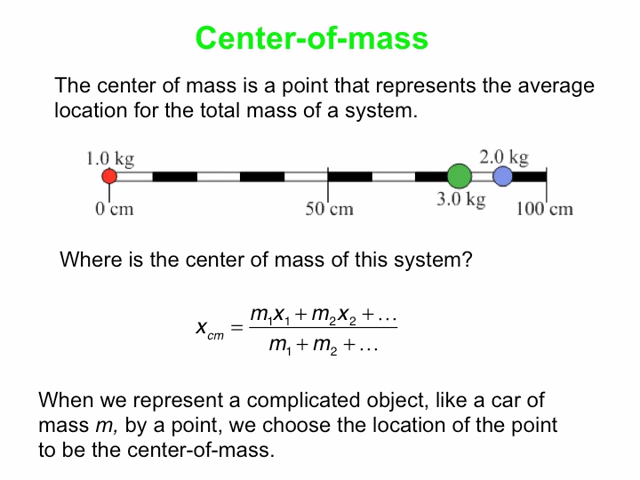 Center-of-mass
The center of mass is a point that represents the average
location for the total mass of a system.
1.0 kg
2.0 kg
0 cm
50 cm
3.0 kg
100 cm
Where is the center of mass of this system?
x_cm = (m₁x₁ + m₂x₂ + …) / (m₁ + m₂ + …)
When we represent a complicated object, like a car of
mass m, by a point, we choose the location of the point
to be the center-of-mass.